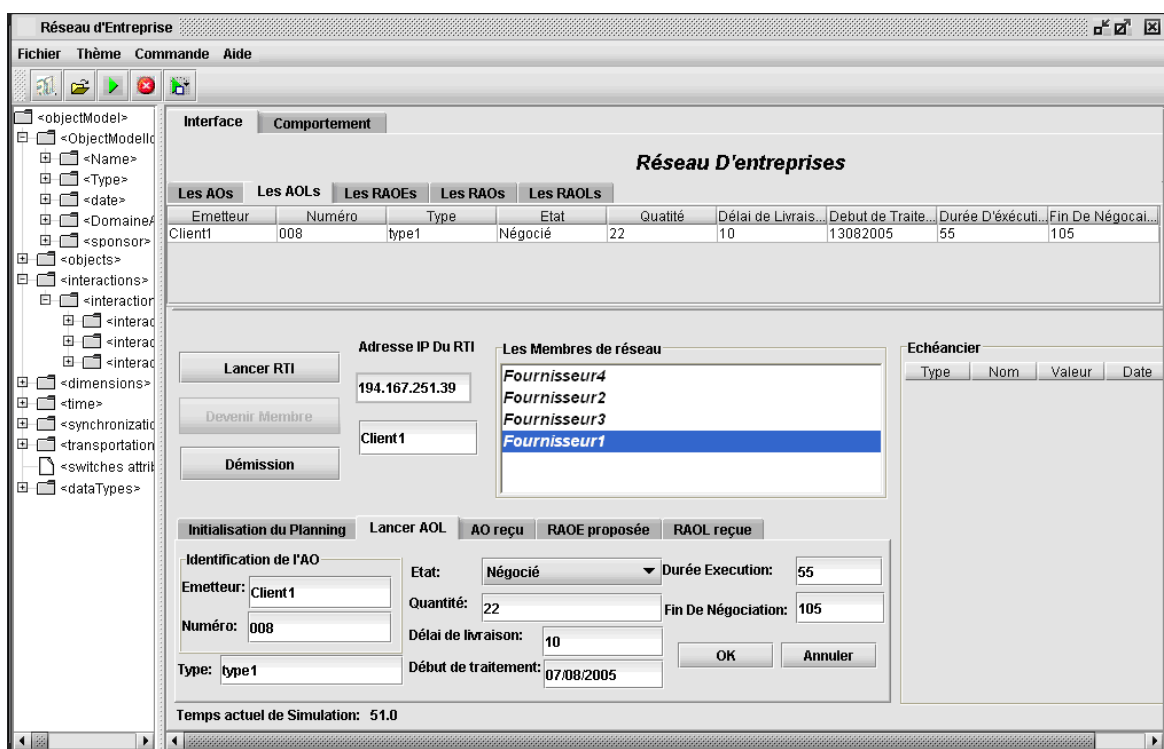 Réseau d'Entreprise
Fichier Thème Commande Aide
<objectModel>
<ObjectModelId
<Name>
<Type>
<date>
<DomaineA
<sponsor>
<objects>
<interactions>
<interaction
<interac
<interac
<interac
<dimensions>
<time>
<synchronizatio
<transportation
<switches attrib
<dataTypes>
Interface Comportement
Réseau D'entreprises
Les AOs Les AOLs Les RAOEs Les RAOs Les RAOLs
Emetteur Numéro Type Etat Quatité Délai de Livrais... Debut de Traite... Durée D'éxécuti... Fin De Négocai...
Client1 008 type1 Négocié 22 10 13082005 55 105
Lancer RTI
Devenir Membre
Démission
Adresse IP Du RTI
194.167.251.39
Client1
Les Membres de réseau
Fournisseur4
Fournisseur2
Fournisseur3
Fournisseur1
Echéancier
Type Nom Valeur Date
Initialisation du Planning Lancer AOL AO reçu RAOE proposée RAOL reçue
Identification de l'AO
Emetteur: Client1
Numéro: 008
Type: type1
Etat: Négocié
Quantité: 22
Délai de livraison: 10
Début de traitement: 07/08/2005
Durée Execution: 55
Fin De Négociation: 105
OK Annuler
Temps actuel de Simulation: 51.0